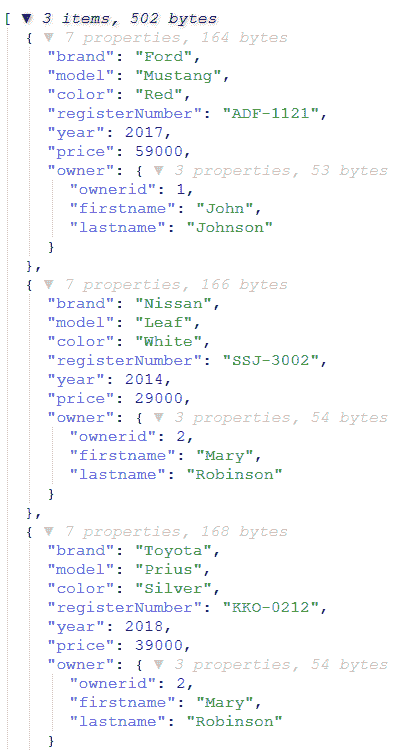 [ ▼ 3 items, 502 bytes
{ ▼ 7 properties, 164 bytes
"brand": "Ford",
"model": "Mustang",
"color": "Red",
"registerNumber": "ADF-1121",
"year": 2017,
"price": 59000,
"owner": { ▼ 3 properties, 53 bytes
"ownerid": 1,
"firstname": "John",
"lastname": "Johnson"
}
},
{ ▼ 7 properties, 166 bytes
"brand": "Nissan",
"model": "Leaf",
"color": "White",
"registerNumber": "SSJ-3002",
"year": 2014,
"price": 29000,
"owner": { ▼ 3 properties, 54 bytes
"ownerid": 2,
"firstname": "Mary",
"lastname": "Robinson"
}
},
{ ▼ 7 properties, 168 bytes
"brand": "Toyota",
"model": "Prius",
"color": "Silver",
"registerNumber": "KKO-0212",
"year": 2018,
"price": 39000,
"owner": { ▼ 3 properties, 54 bytes
"ownerid": 2,
"firstname": "Mary",
"lastname": "Robinson"
}